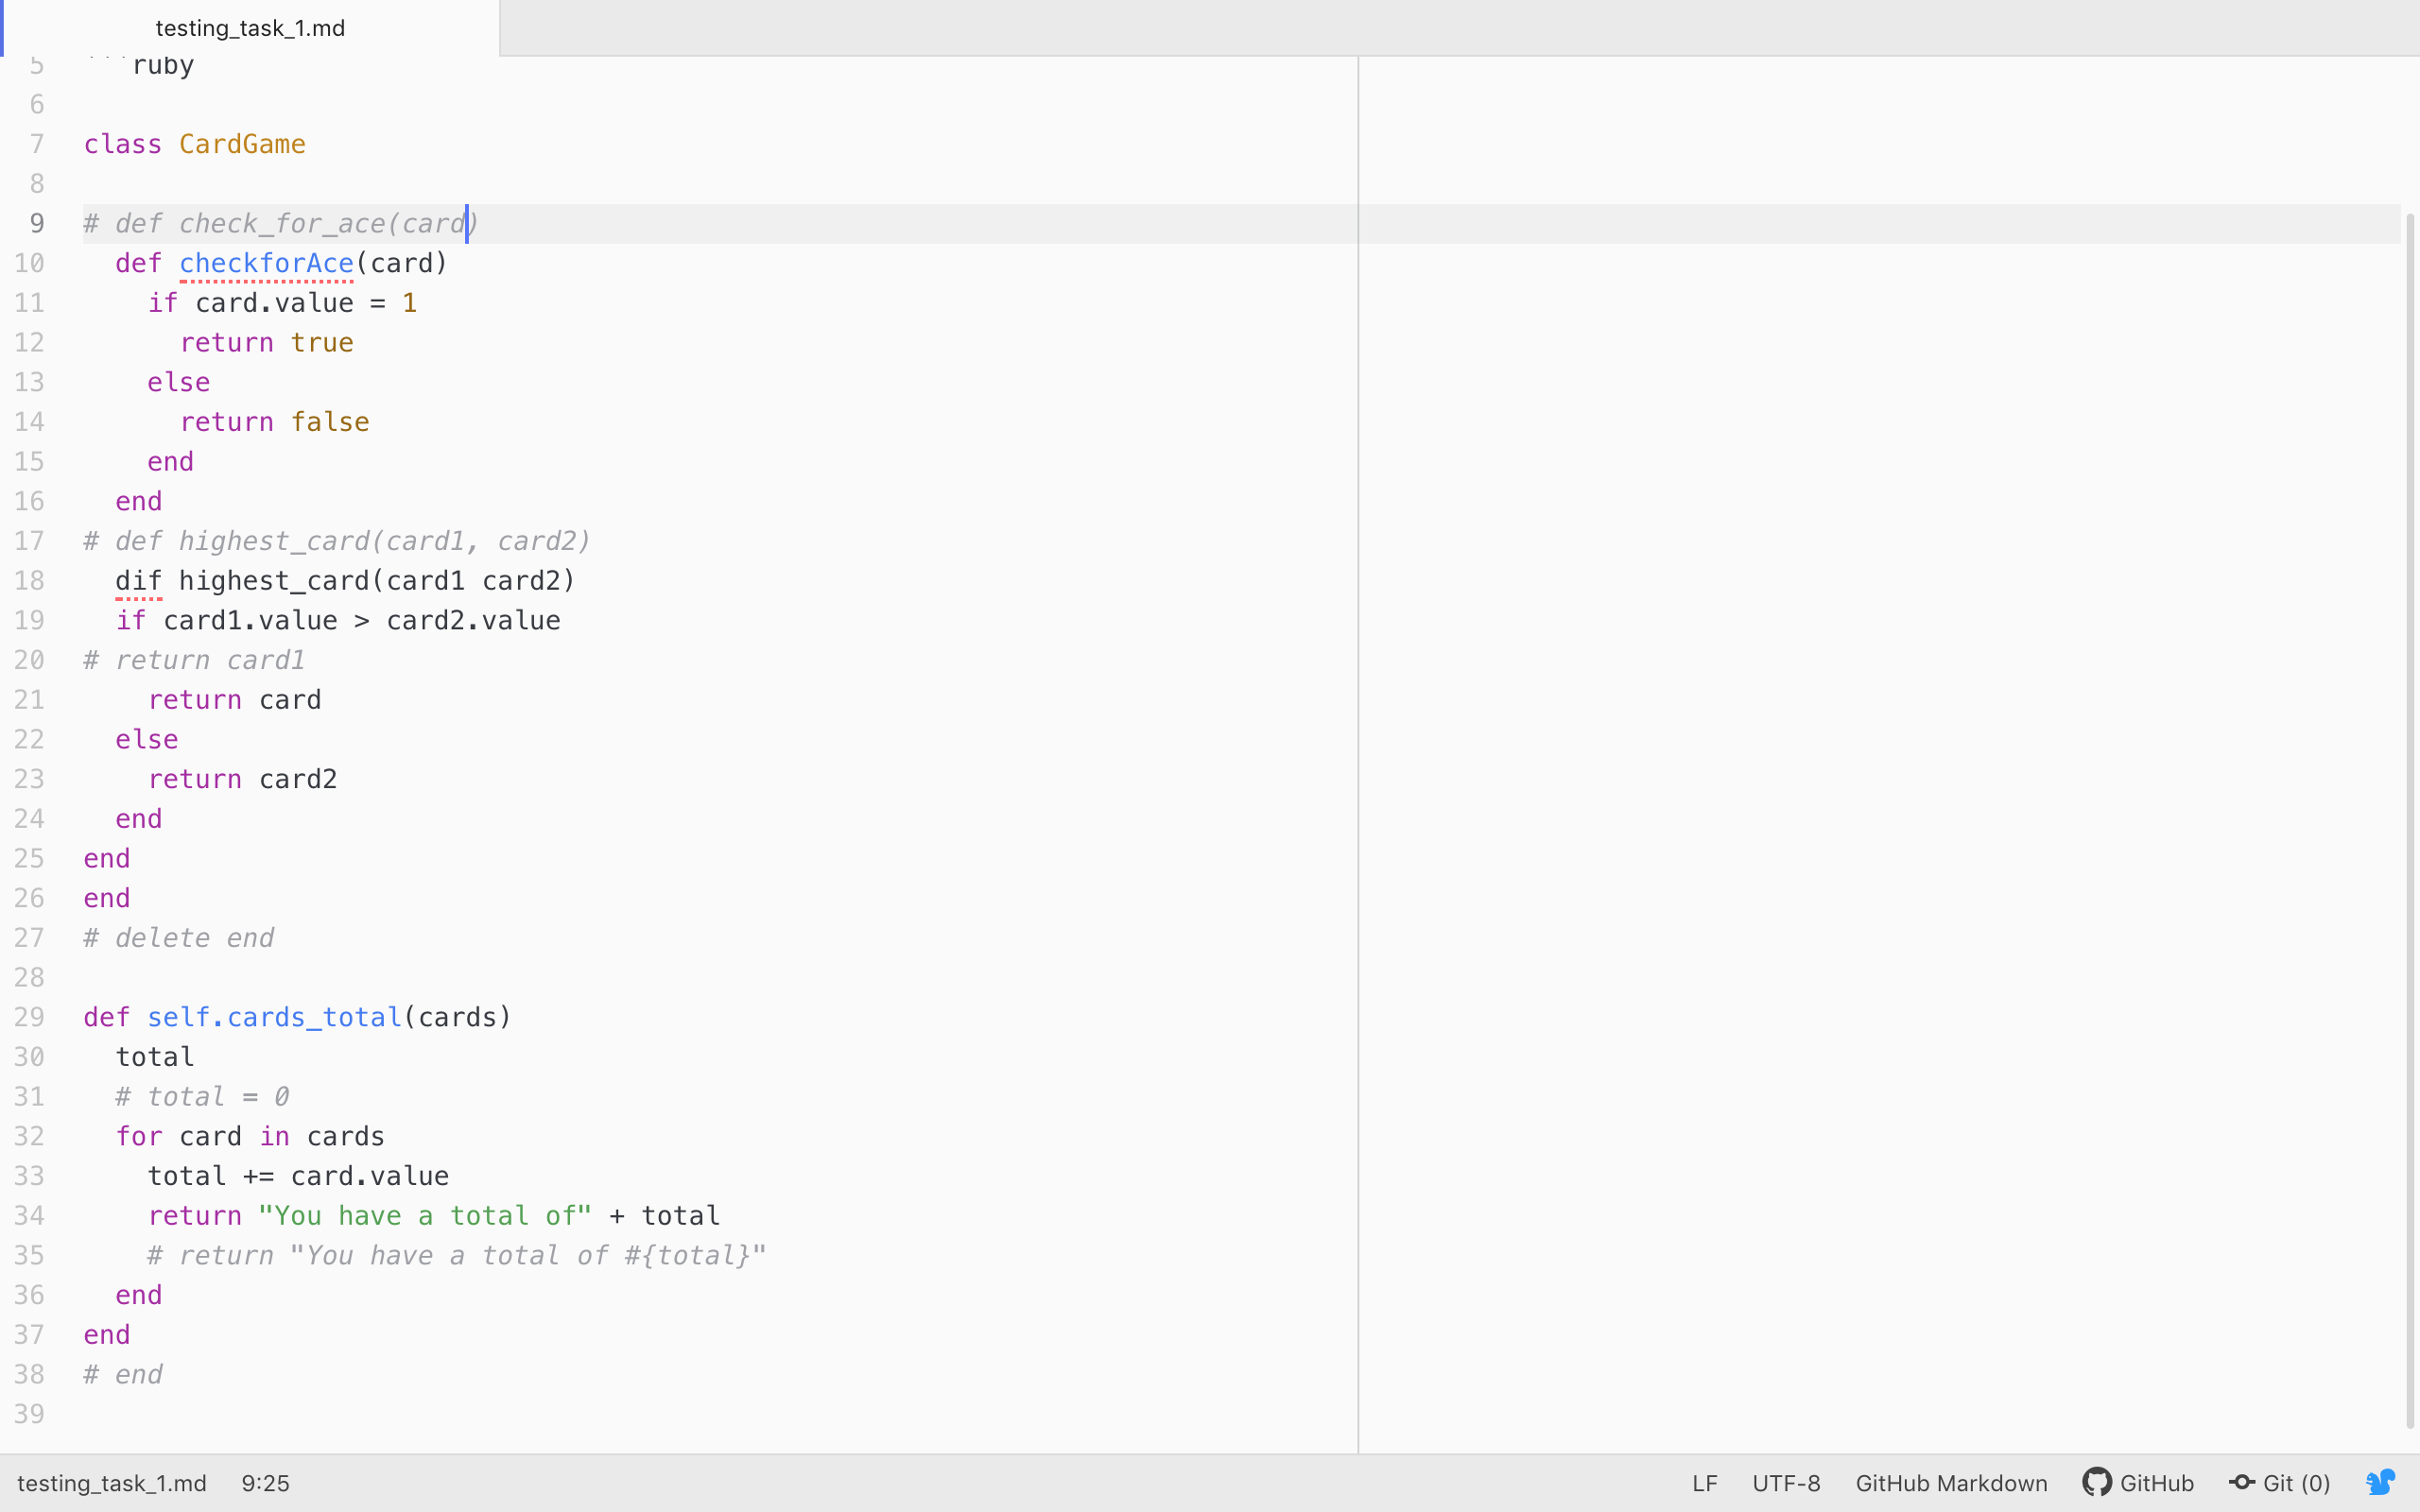 testing_task_1.md
5 ```ruby
6
7 class CardGame
8
9 # def check_for_ace(card)
10   def checkforAce(card)
11     if card.value = 1
12       return true
13     else
14       return false
15     end
16   end
17 # def highest_card(card1, card2)
18   dif highest_card(card1 card2)
19   if card1.value > card2.value
20 # return card1
21     return card
22   else
23     return card2
24   end
25 end
26 end
27 # delete end
28
29 def self.cards_total(cards)
30   total
31   # total = 0
32   for card in cards
33     total += card.value
34     return "You have a total of" + total
35     # return "You have a total of #{total}"
36   end
37 end
38 # end
39
testing_task_1.md 9:25 LF UTF-8 GitHub Markdown GitHub Git (0)